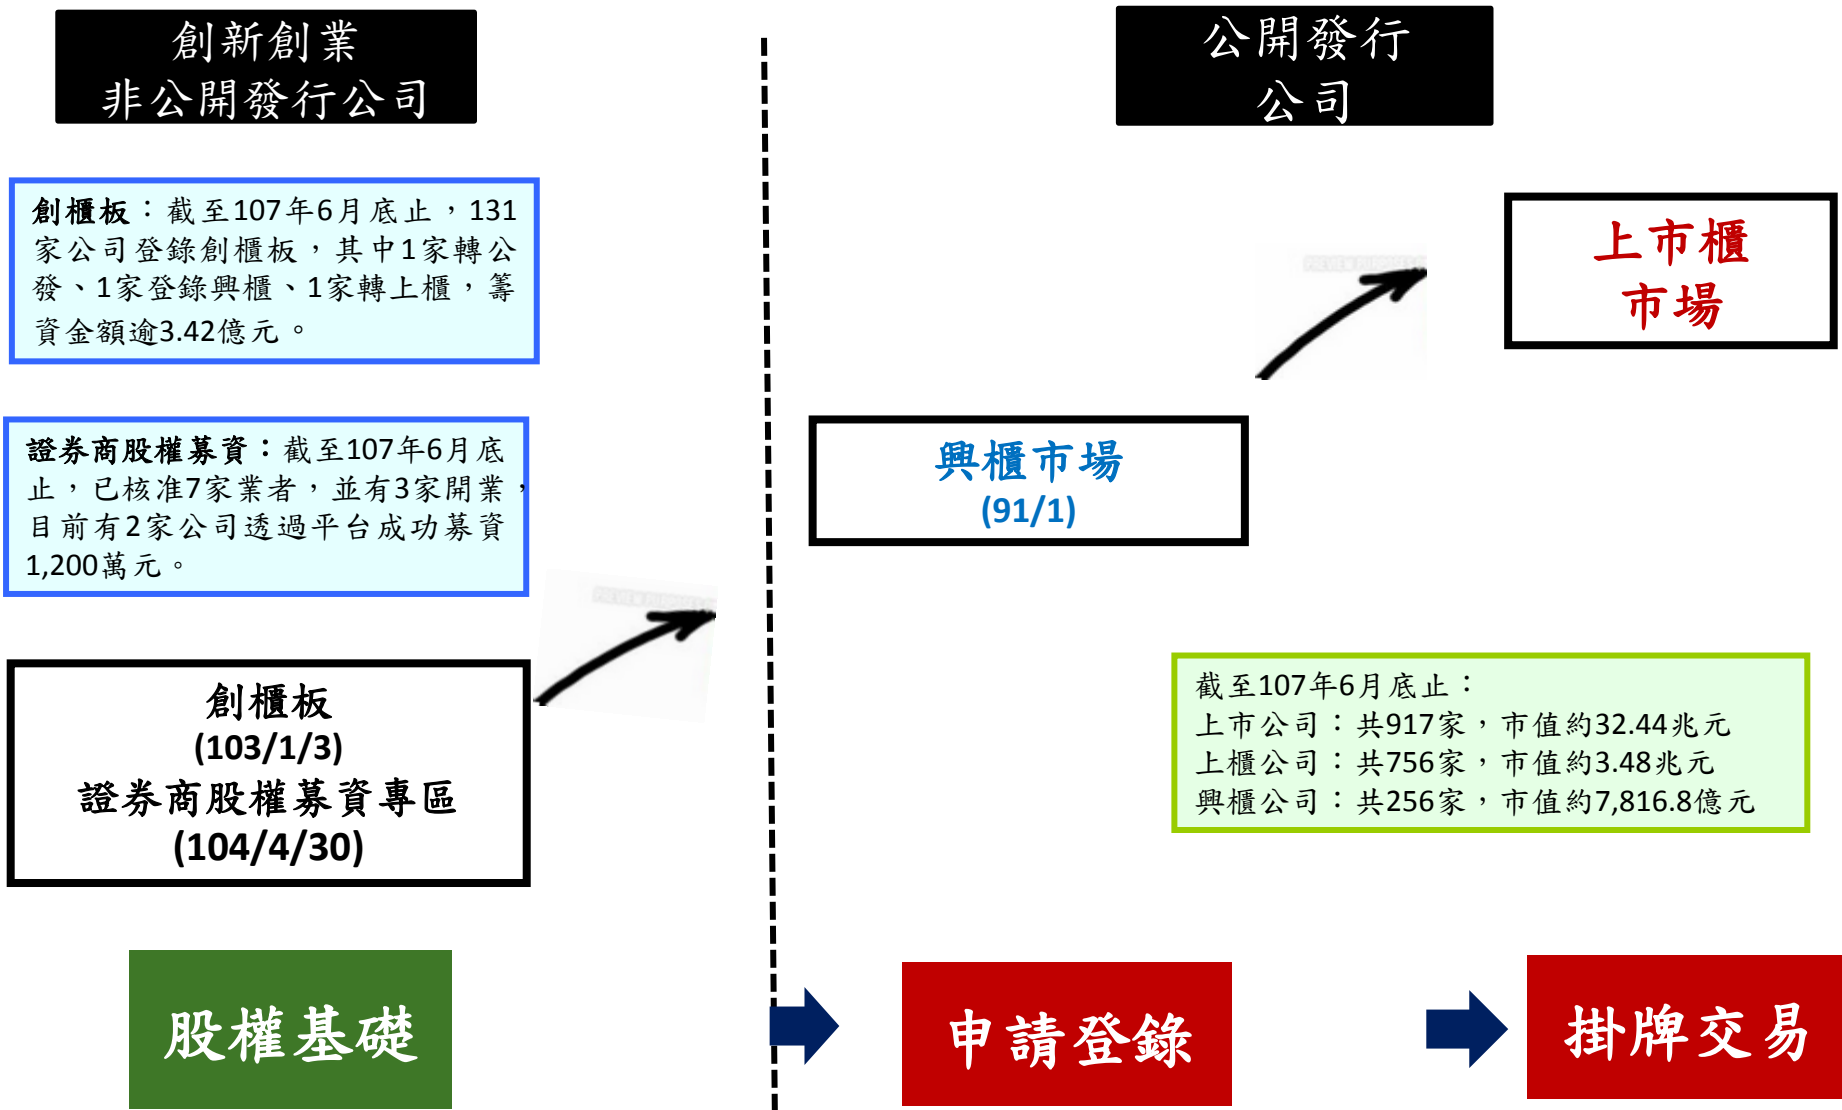 創新創業
非公開發行公司
公開發行
公司
創櫃板：截至107年6月底止，131
家公司登錄創櫃板，其中1家轉公
發、1家登錄興櫃、1家轉上櫃，籌
資金額逾3.42億元。
證券商股權募資：截至107年6月底
止，已核准7家業者，並有3家開業，
目前有2家公司透過平台成功募資
1,200萬元。
創櫃板
(103/1/3)
證券商股權募資專區
(104/4/30)
興櫃市場
(91/1)
上市櫃
市場
截至107年6月底止：
上市公司：共917家，市值約32.44兆元
上櫃公司：共756家，市值約3.48兆元
興櫃公司：共256家，市值約7,816.8億元
股權基礎
申請登錄
掛牌交易